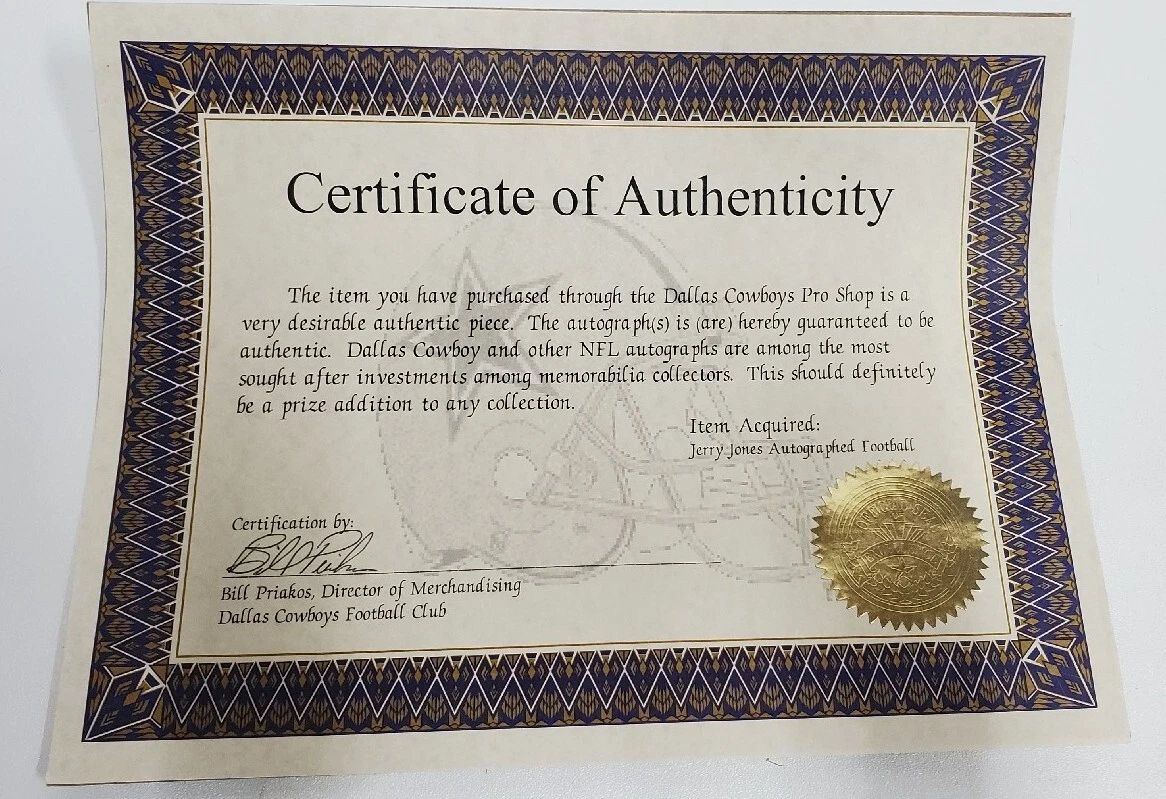 Certificate of Authenticity
The item you have purchased through the Dallas Cowboys Pro Shop is a
very desirable authentic piece. The autograph(s) is (are) hereby guaranteed to be
authentic. Dallas Cowboy and other NFL autographs are among the most
sought after investments among memorabilia collectors. This should definitely
be a prize addition to any collection.
Item Acquired:
Jerry Jones Autographed Football
Certification by:
Bill Priakos, Director of Merchandising
Dallas Cowboys Football Club